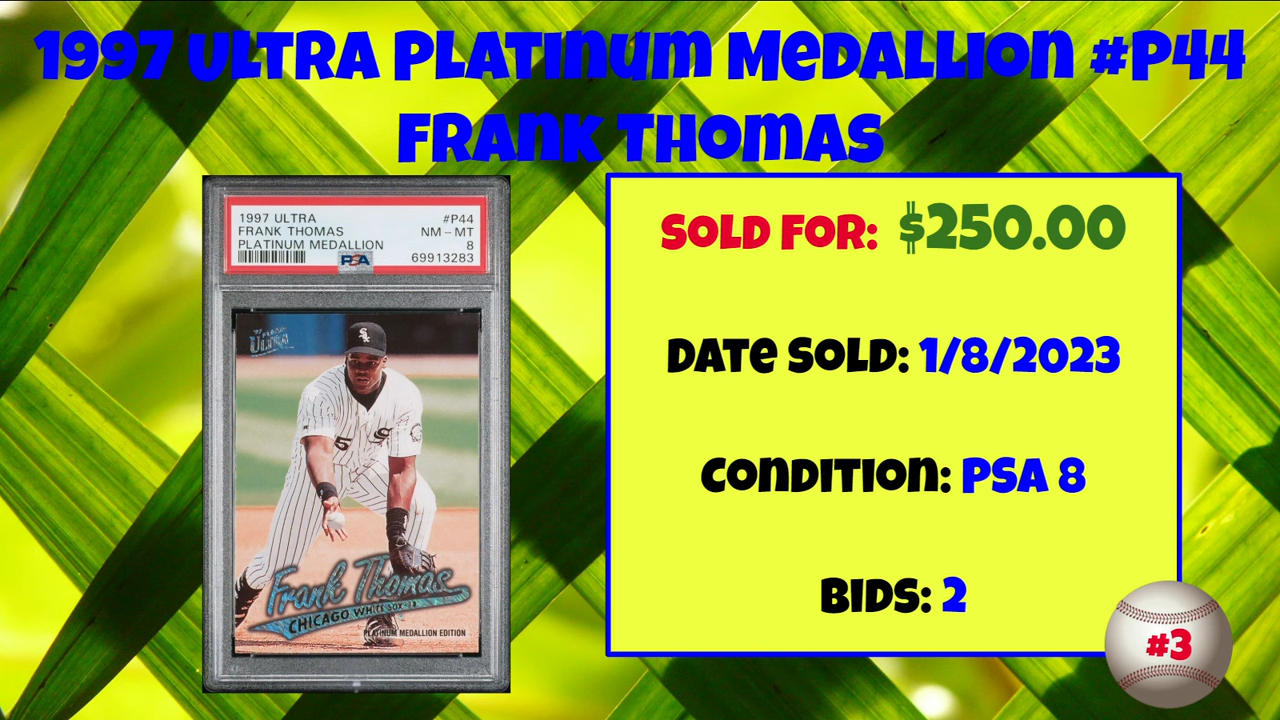 1997 ULTRA PLATINUM MEDALLION #P44
FRANK THOMAS
1997 ULTRA #P44
FRANK THOMAS NM - MT
PLATINUM MEDALLION 8
PSA 69913283
ULTRA
Frank Thomas
CHICAGO WHITE SOX
PLATINUM MEDALLION EDITION
SOLD FOR: $250.00
DATE SOLD: 1/8/2023
CONDITION: PSA 8
BIDS: 2
#3